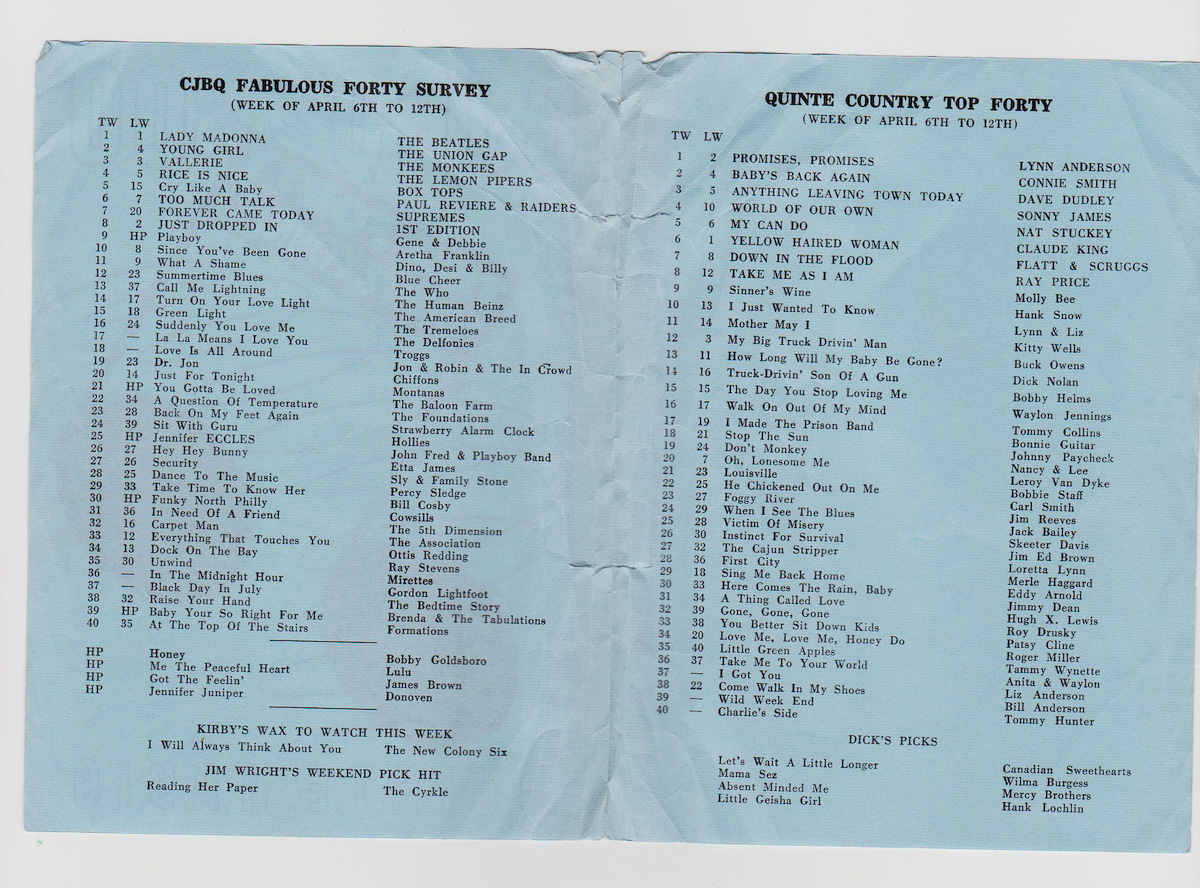 CJBQ FABULOUS FORTY SURVEY
(WEEK OF APRIL 6TH TO 12TH)
TW LW
1 1 LADY MADONNA THE BEATLES
2 4 YOUNG GIRL THE UNION GAP
3 3 VALLERIE THE MONKEES
4 5 RICE IS NICE THE LEMON PIPERS
5 15 Cry Like A Baby BOX TOPS
6 7 TOO MUCH TALK PAUL REVIERE & RAIDERS
7 20 FOREVER CAME TODAY SUPREMES
8 2 JUST DROPPED IN 1ST EDITION
9 HP Playboy Gene & Debbie
10 8 Since You've Been Gone Aretha Franklin
11 9 What A Shame Dino, Desi & Billy
12 23 Summertime Blues Blue Cheer
13 37 Call Me Lightning The Who
14 17 Turn On Your Love Light The Human Beinz
15 18 Green Light The American Breed
16 24 Suddenly You Love Me The Tremeloes
17 — La La Means I Love You The Delfonics
18 — Love Is All Around Troggs
19 23 Dr. Jon Jon & Robin & The In Crowd
20 14 Just For Tonight Chiffons
21 HP You Gotta Be Loved Montanas
22 34 A Question Of Temperature The Baloon Farm
23 28 Back On My Feet Again The Foundations
24 39 Sit With Guru Strawberry Alarm Clock
25 HP Jennifer ECCLES Hollies
26 27 Hey Hey Bunny John Fred & Playboy Band
27 26 Security Etta James
28 25 Dance To The Music Sly & Family Stone
29 33 Take Time To Know Her Percy Sledge
30 HP Funky North Philly Bill Cosby
31 36 In Need Of A Friend Cowsills
32 16 Carpet Man The 5th Dimension
33 12 Everything That Touches You The Association
34 13 Dock On The Bay Ottis Redding
35 30 Unwind Ray Stevens
36 — In The Midnight Hour Mirettes
37 — Black Day In July Gordon Lightfoot
38 32 Raise Your Hand The Bedtime Story
39 HP Baby Your So Right For Me Brenda & The Tabulations
40 35 At The Top Of The Stairs Formations
HP Honey Bobby Goldsboro
HP Me The Peaceful Heart Lulu
HP Got The Feelin' James Brown
HP Jennifer Juniper Donoven
KIRBY'S WAX TO WATCH THIS WEEK
I Will Always Think About You The New Colony Six
JIM WRIGHT'S WEEKEND PICK HIT
Reading Her Paper The Cyrkle
QUINTE COUNTRY TOP FORTY
(WEEK OF APRIL 6TH TO 12TH)
TW LW
1 2 PROMISES, PROMISES LYNN ANDERSON
2 4 BABY'S BACK AGAIN CONNIE SMITH
3 5 ANYTHING LEAVING TOWN TODAY DAVE DUDLEY
4 10 WORLD OF OUR OWN SONNY JAMES
5 6 MY CAN DO NAT STUCKEY
6 1 YELLOW HAIRED WOMAN CLAUDE KING
7 8 DOWN IN THE FLOOD FLATT & SCRUGGS
8 12 TAKE ME AS I AM RAY PRICE
9 9 Sinner's Wine Molly Bee
10 13 I Just Wanted To Know Hank Snow
11 14 Mother May I Lynn & Liz
12 3 My Big Truck Drivin' Man Kitty Wells
13 11 How Long Will My Baby Be Gone? Buck Owens
14 16 Truck-Drivin' Son Of A Gun Dick Nolan
15 15 The Day You Stop Loving Me Bobby Helms
16 17 Walk On Out Of My Mind Waylon Jennings
17 19 I Made The Prison Band Tommy Collins
18 21 Stop The Sun Bonnie Guitar
19 24 Don't Monkey Johnny Paycheck
20 7 Oh, Lonesome Me Nancy & Lee
21 23 Louisville Leroy Van Dyke
22 25 He Chickened Out On Me Bobbie Staff
23 27 Foggy River Carl Smith
24 29 When I See The Blues Jim Reeves
25 28 Victim Of Misery Jack Bailey
26 30 Instinct For Survival Skeeter Davis
27 32 The Cajun Stripper Jim Ed Brown
28 36 First City Loretta Lynn
29 18 Sing Me Back Home Merle Haggard
30 33 Here Comes The Rain, Baby Eddy Arnold
31 34 A Thing Called Love Jimmy Dean
32 39 Gone, Gone, Gone Hugh X. Lewis
33 38 You Better Sit Down Kids Roy Drusky
34 20 Love Me, Love Me, Honey Do Patsy Cline
35 40 Little Green Apples Roger Miller
36 37 Take Me To Your World Tammy Wynette
37 — I Got You Anita & Waylon
38 22 Come Walk In My Shoes Liz Anderson
39 — Wild Week End Bill Anderson
40 — Charlie's Side Tommy Hunter
DICK'S PICKS
Let's Wait A Little Longer Canadian Sweethearts
Mama Sez Wilma Burgess
Absent Minded Me Mercy Brothers
Little Geisha Girl Hank Lochlin